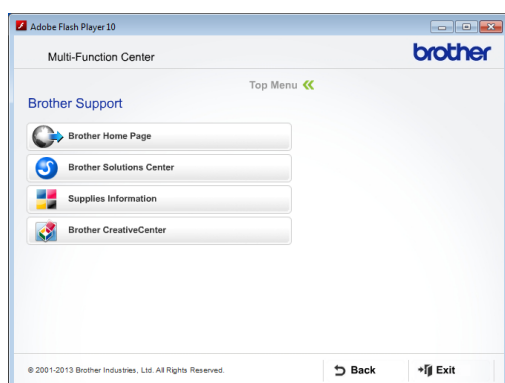 Adobe Flash Player 10
Multi-Function Center
brother
Top Menu
Brother Support
Brother Home Page
Brother Solutions Center
Supplies Information
Brother CreativeCenter
© 2001-2013 Brother Industries, Ltd. All Rights Reserved.
Back
Exit